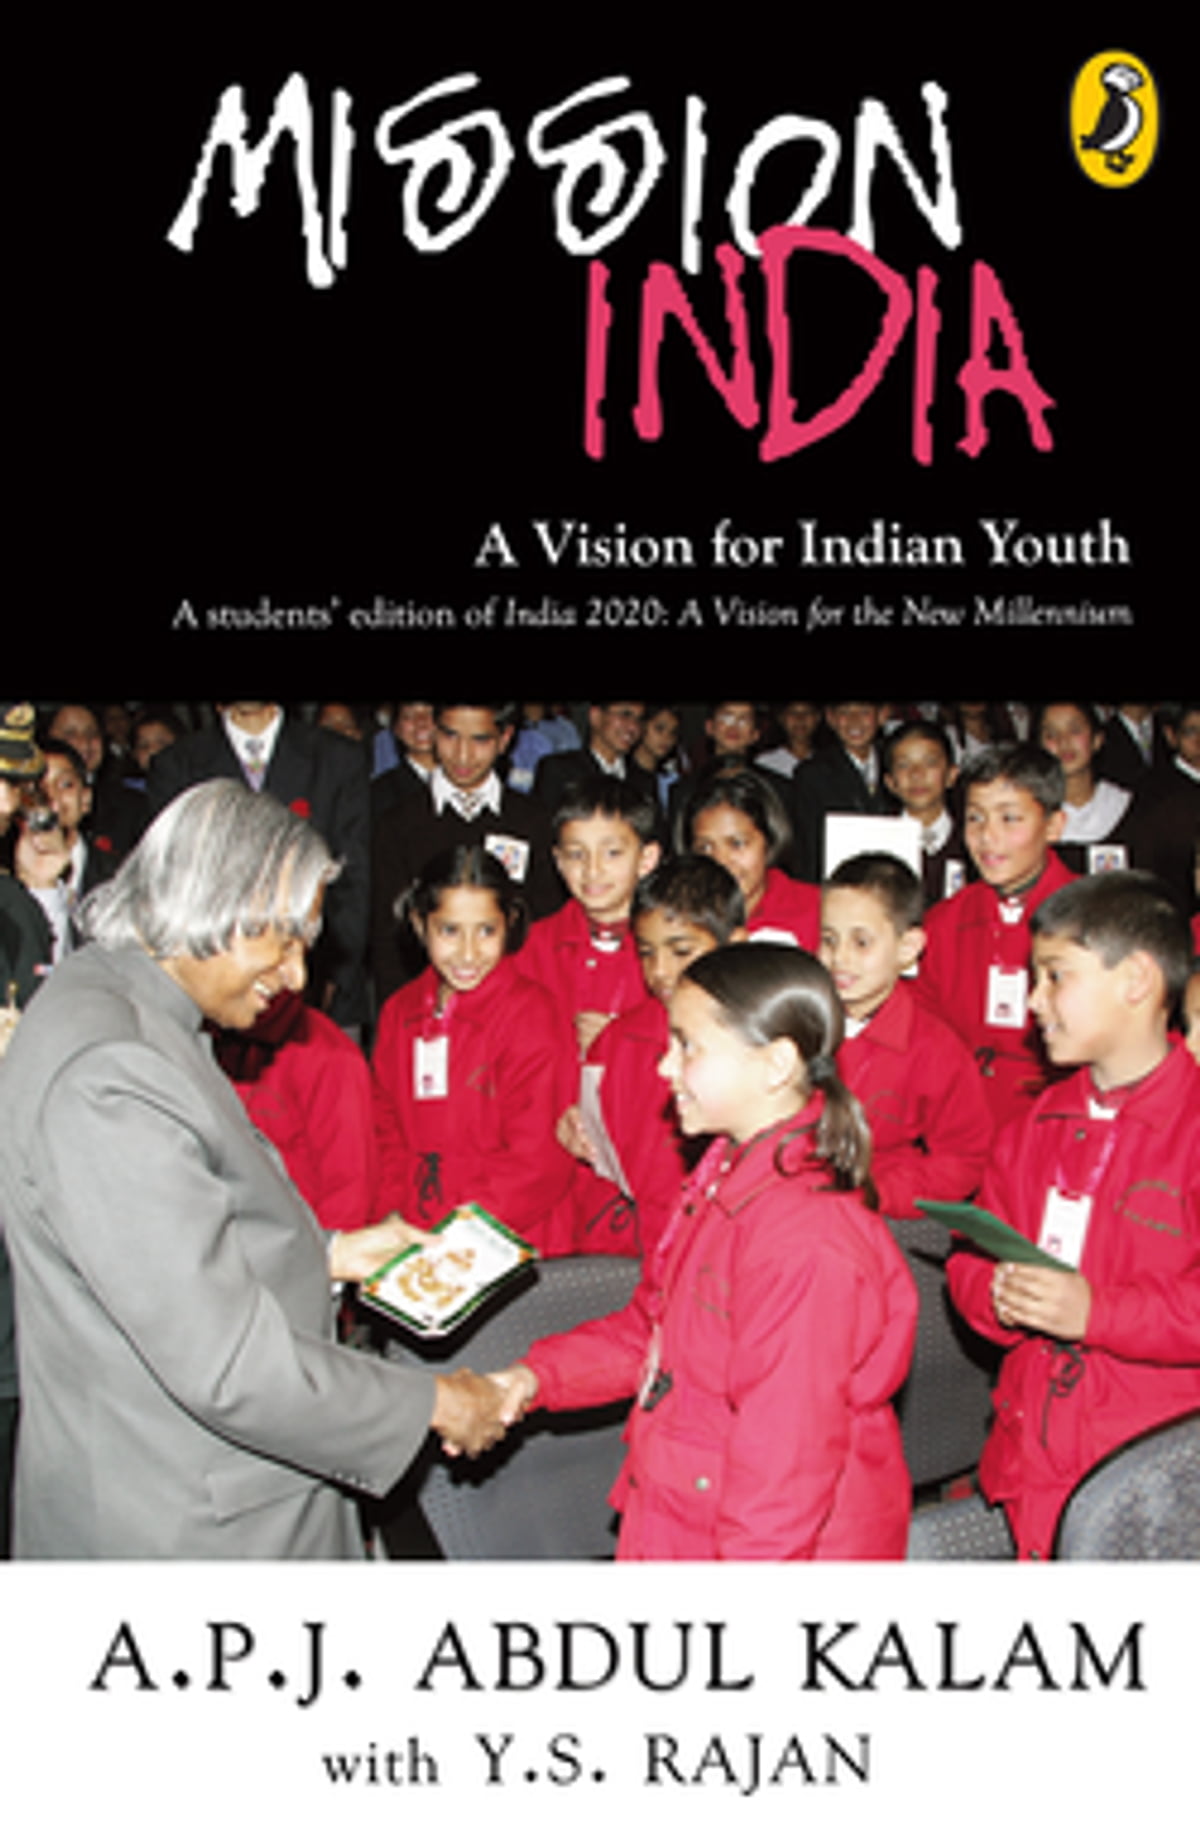 MISSION
INDIA
A Vision for Indian Youth
A students' edition of India 2020: A Vision for the New Millennium
A.P.J. ABDUL KALAM
with Y.S. RAJAN